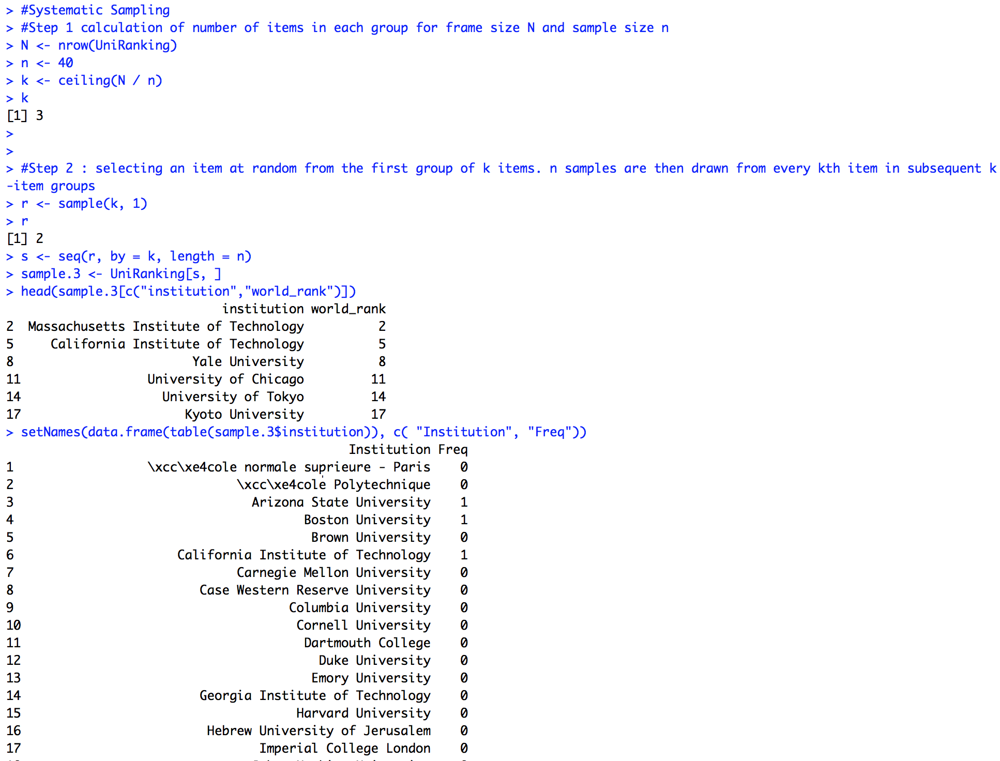 > #Systematic Sampling
> #Step 1 calculation of number of items in each group for frame size N and sample size n
> N <- nrow(UniRanking)
> n <- 40
> k <- ceiling(N / n)
> k
[1] 3
>
>
> #Step 2 : selecting an item at random from the first group of k items. n samples are then drawn from every kth item in subsequent k
-item groups
> r <- sample(k, 1)
> r
[1] 2
> s <- seq(r, by = k, length = n)
> sample.3 <- UniRanking[s, ]
> head(sample.3[c("institution","world_rank")])
institution world_rank
2 Massachusetts Institute of Technology 2
5 California Institute of Technology 5
8 Yale University 8
11 University of Chicago 11
14 University of Tokyo 14
17 Kyoto University 17
> setNames(data.frame(table(sample.3$institution)), c( "Institution", "Freq"))
Institution Freq
1 \xcc\xe4cole normale suprieure - Paris 0
2 \xcc\xe4cole Polytechnique 0
3 Arizona State University 1
4 Boston University 1
5 Brown University 0
6 California Institute of Technology 1
7 Carnegie Mellon University 0
8 Case Western Reserve University 0
9 Columbia University 0
10 Cornell University 0
11 Dartmouth College 0
12 Duke University 0
13 Emory University 0
14 Georgia Institute of Technology 0
15 Harvard University 0
16 Hebrew University of Jerusalem 0
17 Imperial College London 0